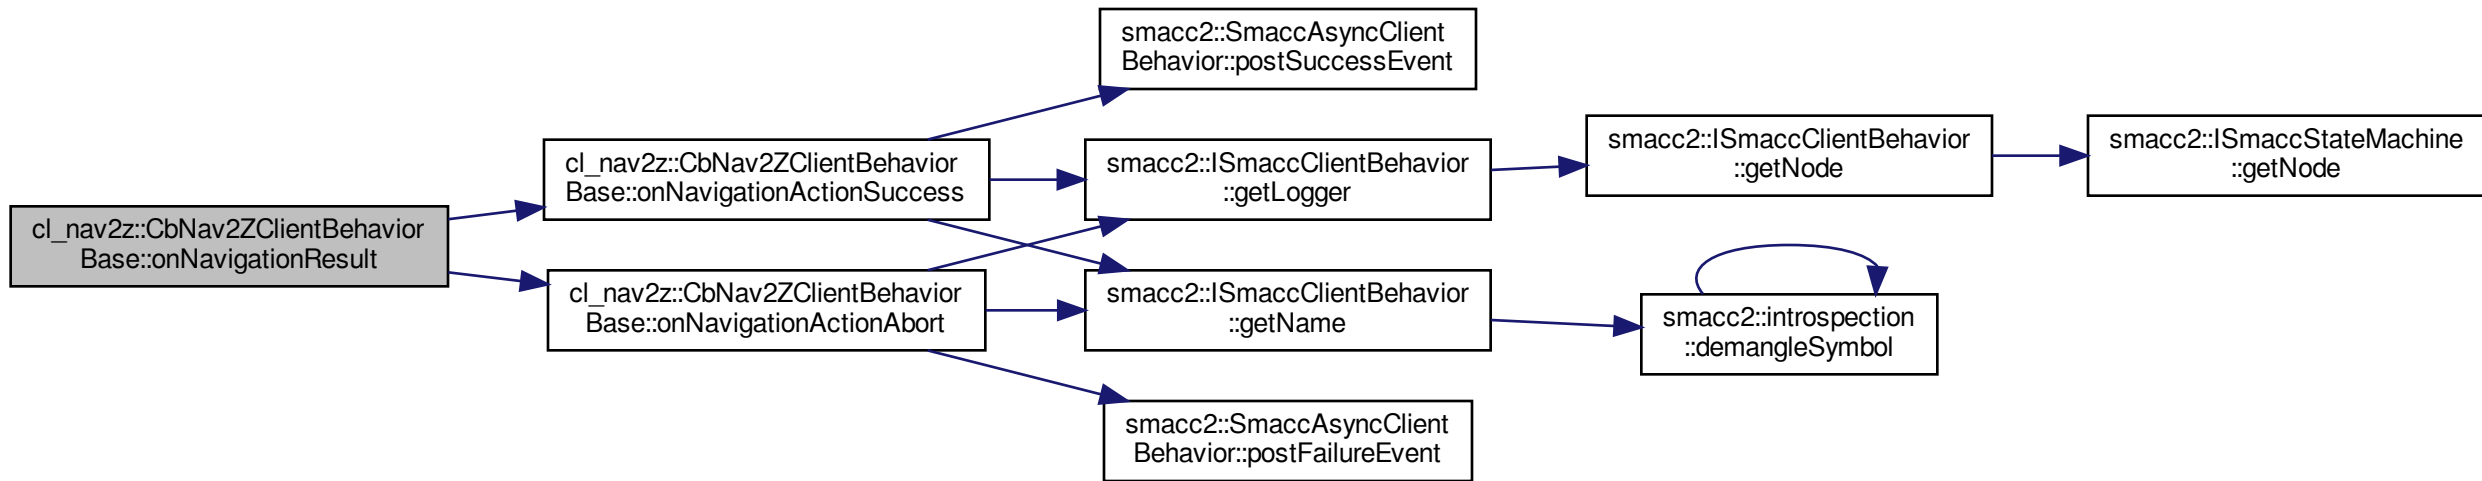 cl_nav2z::CbNav2ZClientBehavior
Base::onNavigationResult
cl_nav2z::CbNav2ZClientBehavior
Base::onNavigationActionSuccess
cl_nav2z::CbNav2ZClientBehavior
Base::onNavigationActionAbort
smacc2::SmaccAsyncClient
Behavior::postSuccessEvent
smacc2::ISmaccClientBehavior
::getLogger
smacc2::ISmaccClientBehavior
::getName
smacc2::SmaccAsyncClient
Behavior::postFailureEvent
smacc2::ISmaccClientBehavior
::getNode
smacc2::introspection
::demangleSymbol
smacc2::ISmaccStateMachine
::getNode